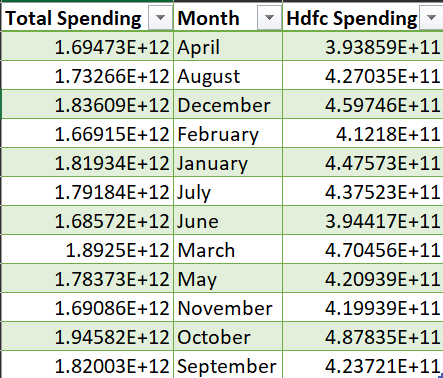 Total Spending Month Hdfc Spending
1.69473E+12 April 3.93859E+11
1.73266E+12 August 4.27035E+11
1.83609E+12 December 4.59746E+11
1.66915E+12 February 4.1218E+11
1.81934E+12 January 4.47573E+11
1.79184E+12 July 4.37523E+11
1.68572E+12 June 3.94417E+11
1.8925E+12 March 4.70456E+11
1.78373E+12 May 4.20939E+11
1.69086E+12 November 4.19939E+11
1.94582E+12 October 4.87835E+11
1.82003E+12 September 4.23721E+11